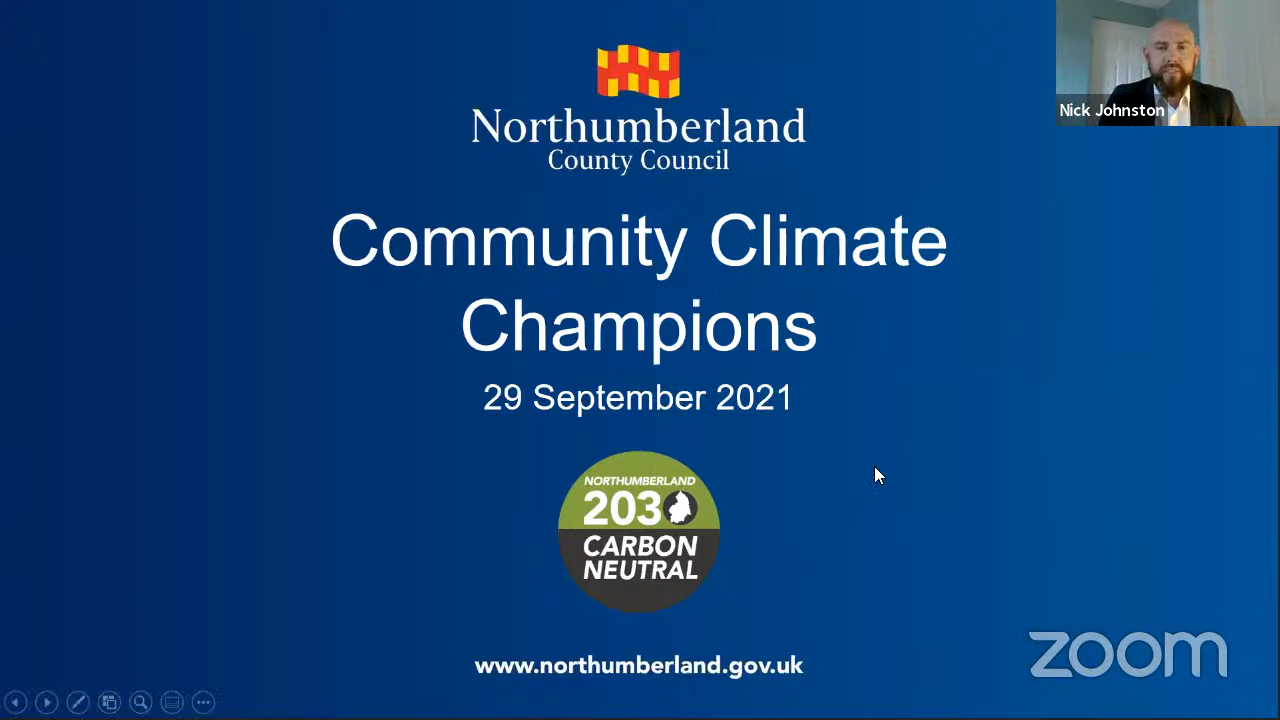 Nick Johnston
Northumberland
County Council
Community Climate
Champions
29 September 2021
NORTHUMBERLAND
2030
CARBON
NEUTRAL
www.northumberland.gov.uk
zoom